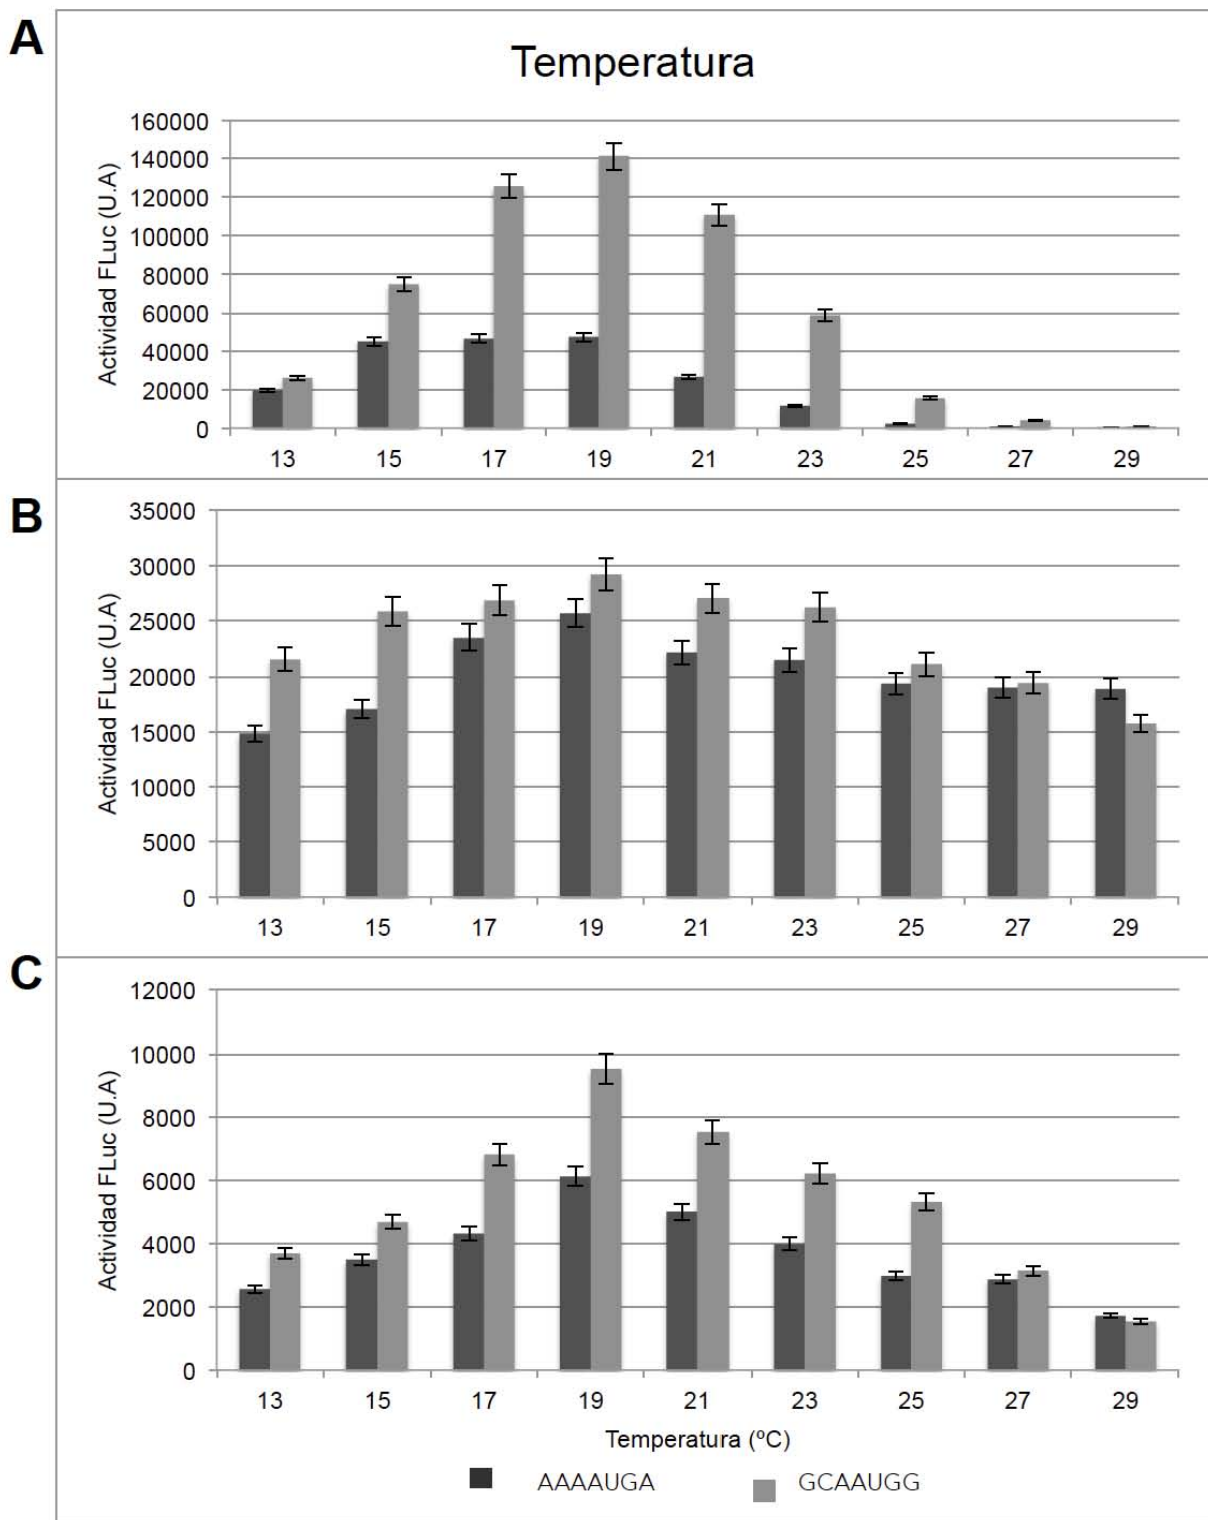 A
Temperatura
Actividad FLuc (U.A)
160000
140000
120000
100000
80000
60000
40000
20000
0
13 15 17 19 21 23 25 27 29
B
Actividad FLuc (U.A)
35000
30000
25000
20000
15000
10000
5000
0
13 15 17 19 21 23 25 27 29
C
Actividad FLuc (U.A)
12000
10000
8000
6000
4000
2000
0
13 15 17 19 21 23 25 27 29
Temperatura (ºC)
AAAAUGA GCAAUGG